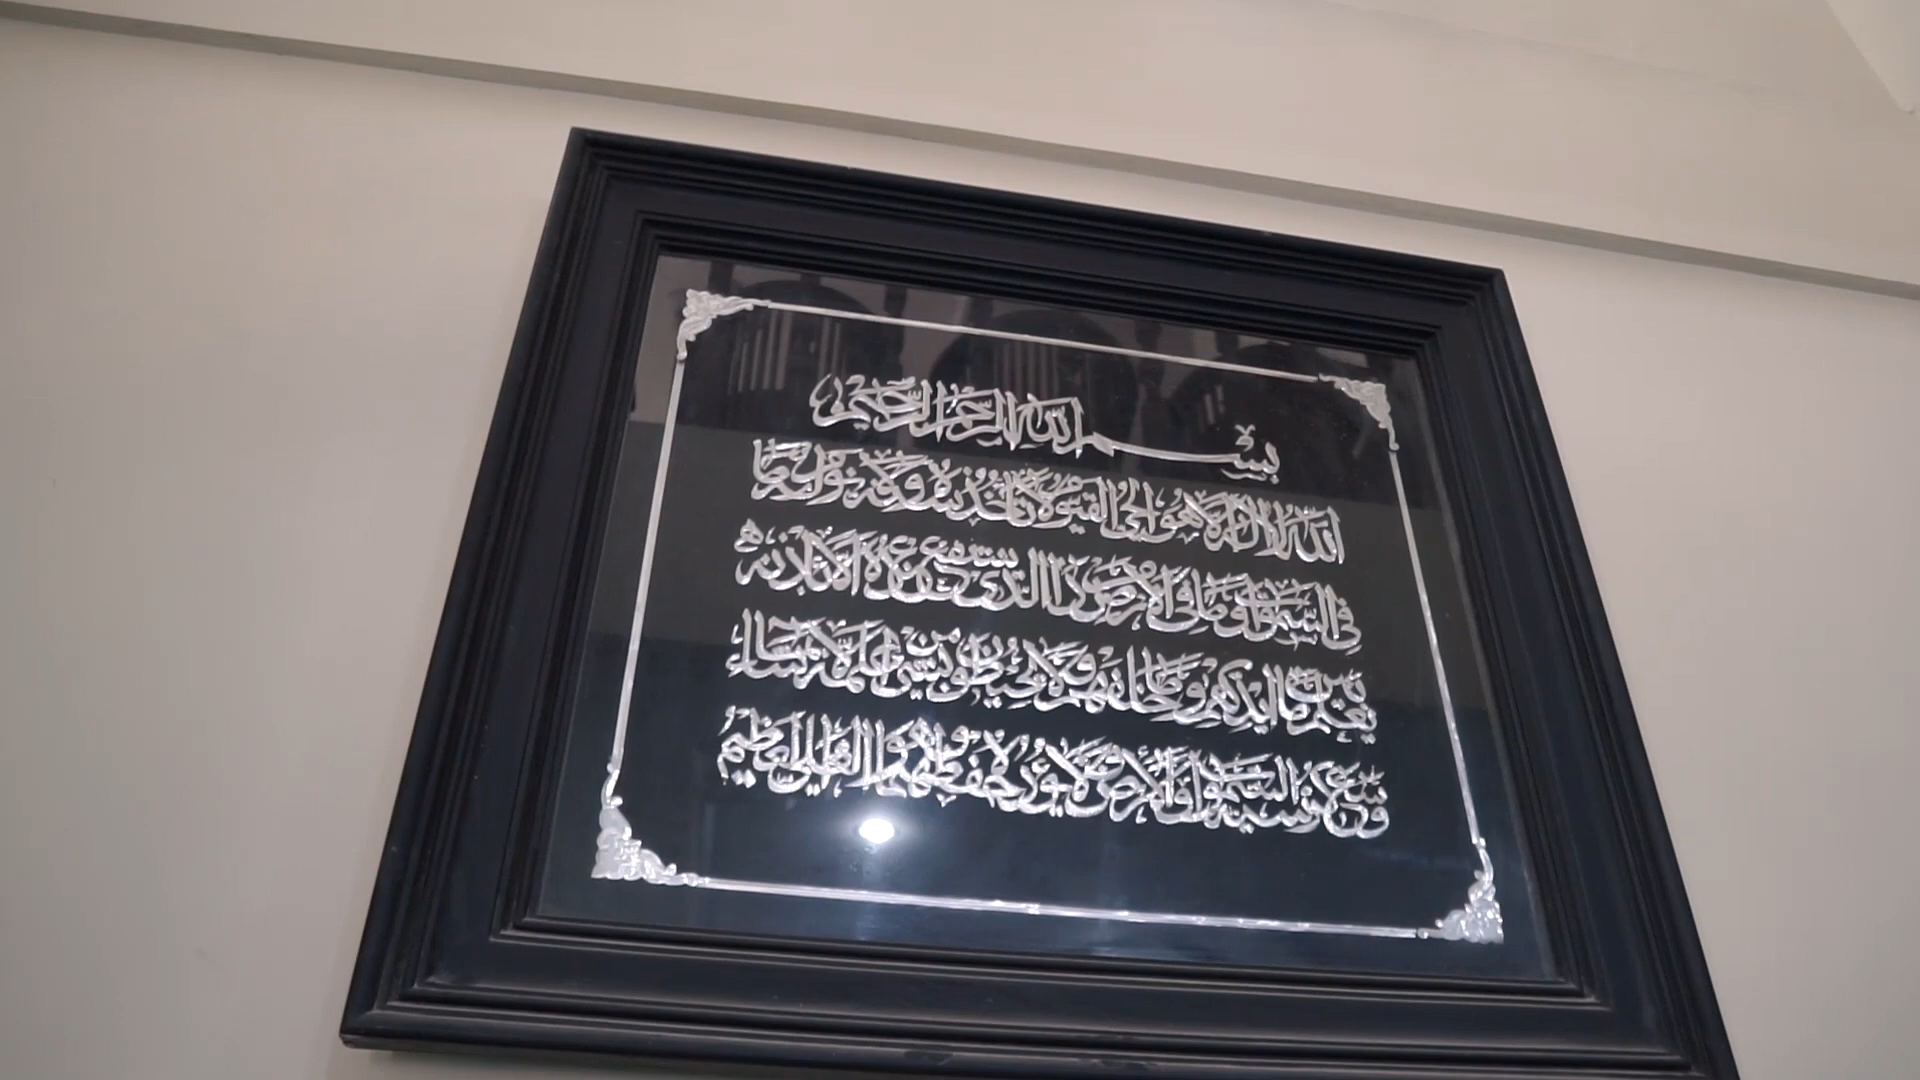 بسم الله الرحمن الرحيم
الله لا إله إلا هو الحي القيوم لا تأخذه سنة ولا نوم له ما
في السموت وما في الأرض من ذا الذي يشفع عنده إلا بإذنه
يعلم ما بين أيديهم وما خلفهم ولا يحيطون بشئ من علمه إلا بما شاء
وسع كرسيه السموت والأرض ولا يؤده حفظهما وهو العلي العظيم